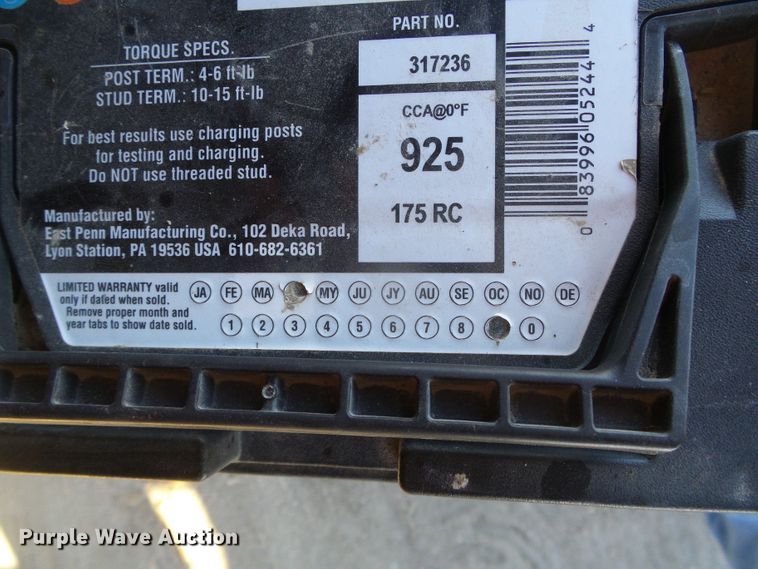 TORQUE SPECS.
POST TERM.: 4-6 ft-lb
STUD TERM.: 10-15 ft-lb
For best results use charging posts
for testing and charging.
Do NOT use threaded stud.
Manufactured by:
East Penn Manufacturing Co., 102 Deka Road,
Lyon Station, PA 19536 USA 610-682-6361
PART NO.
317236
CCA@0°F
925
175 RC
0 83996 05244 4
LIMITED WARRANTY valid
only if dated when sold.
Remove proper month and
year tabs to show date sold.
JA FE MA MY JU JY AU SE OC NO DE
1 2 3 4 5 6 7 8 0
Purple Wave Auction